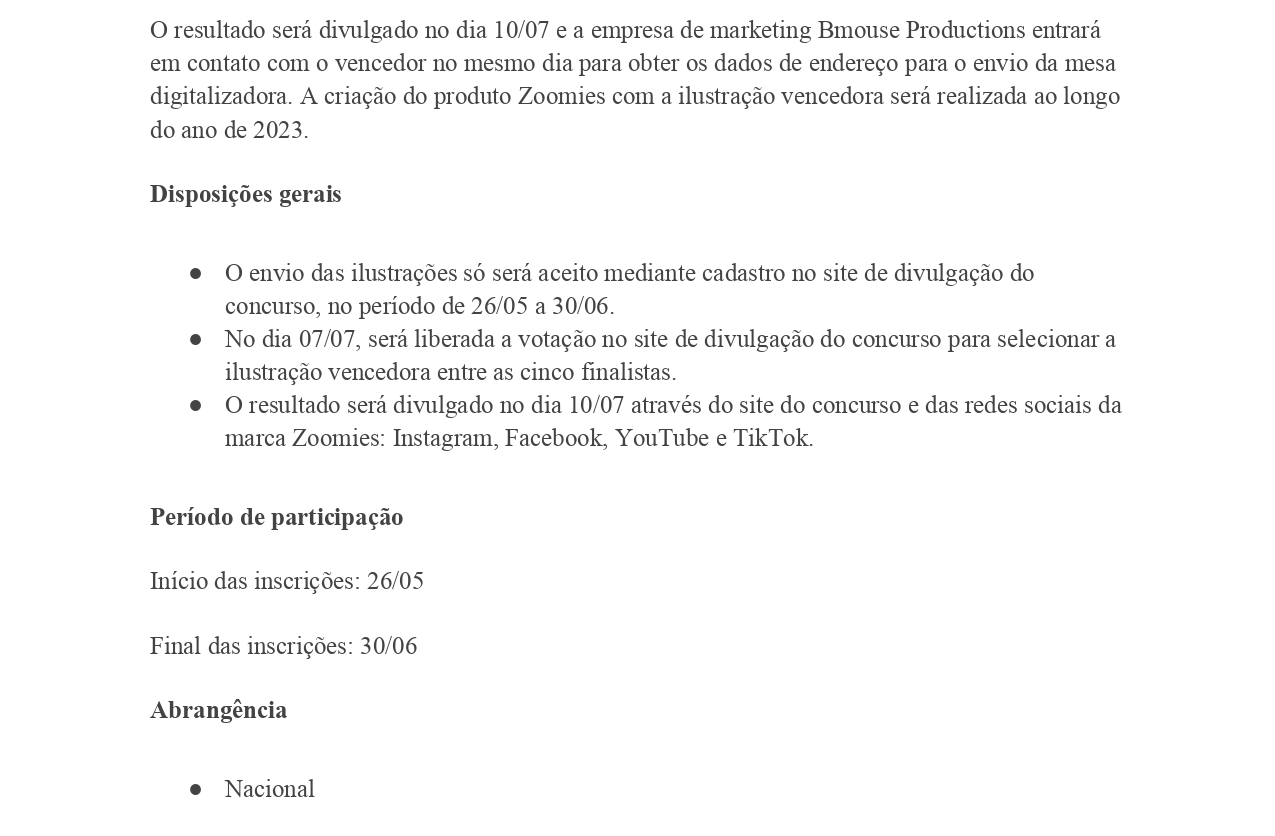 O resultado será divulgado no dia 10/07 e a empresa de marketing Bmouse Productions entrará
em contato com o vencedor no mesmo dia para obter os dados de endereço para o envio da mesa
digitalizadora. A criação do produto Zoomies com a ilustração vencedora será realizada ao longo
do ano de 2023.
Disposições gerais
● O envio das ilustrações só será aceito mediante cadastro no site de divulgação do
concurso, no período de 26/05 a 30/06.
● No dia 07/07, será liberada a votação no site de divulgação do concurso para selecionar a
ilustração vencedora entre as cinco finalistas.
● O resultado será divulgado no dia 10/07 através do site do concurso e das redes sociais da
marca Zoomies: Instagram, Facebook, YouTube e TikTok.
Período de participação
Início das inscrições: 26/05
Final das inscrições: 30/06
Abrangência
● Nacional